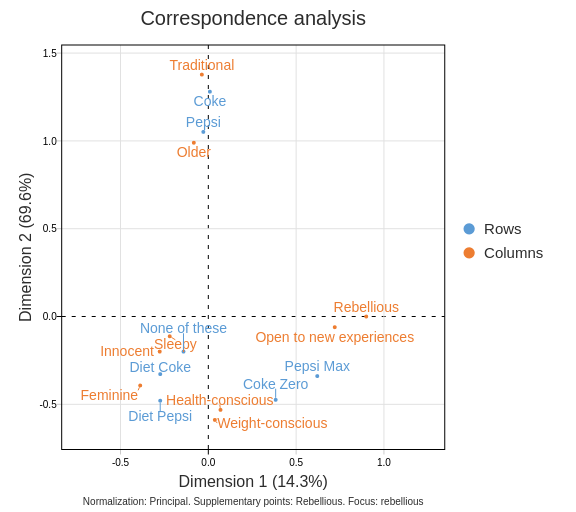 Correspondence analysis
1.5
Traditional
Coke
Pepsi
1.0
Older
0.5
Rows
Columns
Dimension 2 (69.6%)
Rebellious
0.0
None of these
Open to new experiences
Sleepy
Innocent
Diet Coke
Pepsi Max
Coke Zero
Feminine
Health-conscious
-0.5
Diet Pepsi
Weight-conscious
-0.5 0.0 0.5 1.0
Dimension 1 (14.3%)
Normalization: Principal. Supplementary points: Rebellious. Focus: rebellious